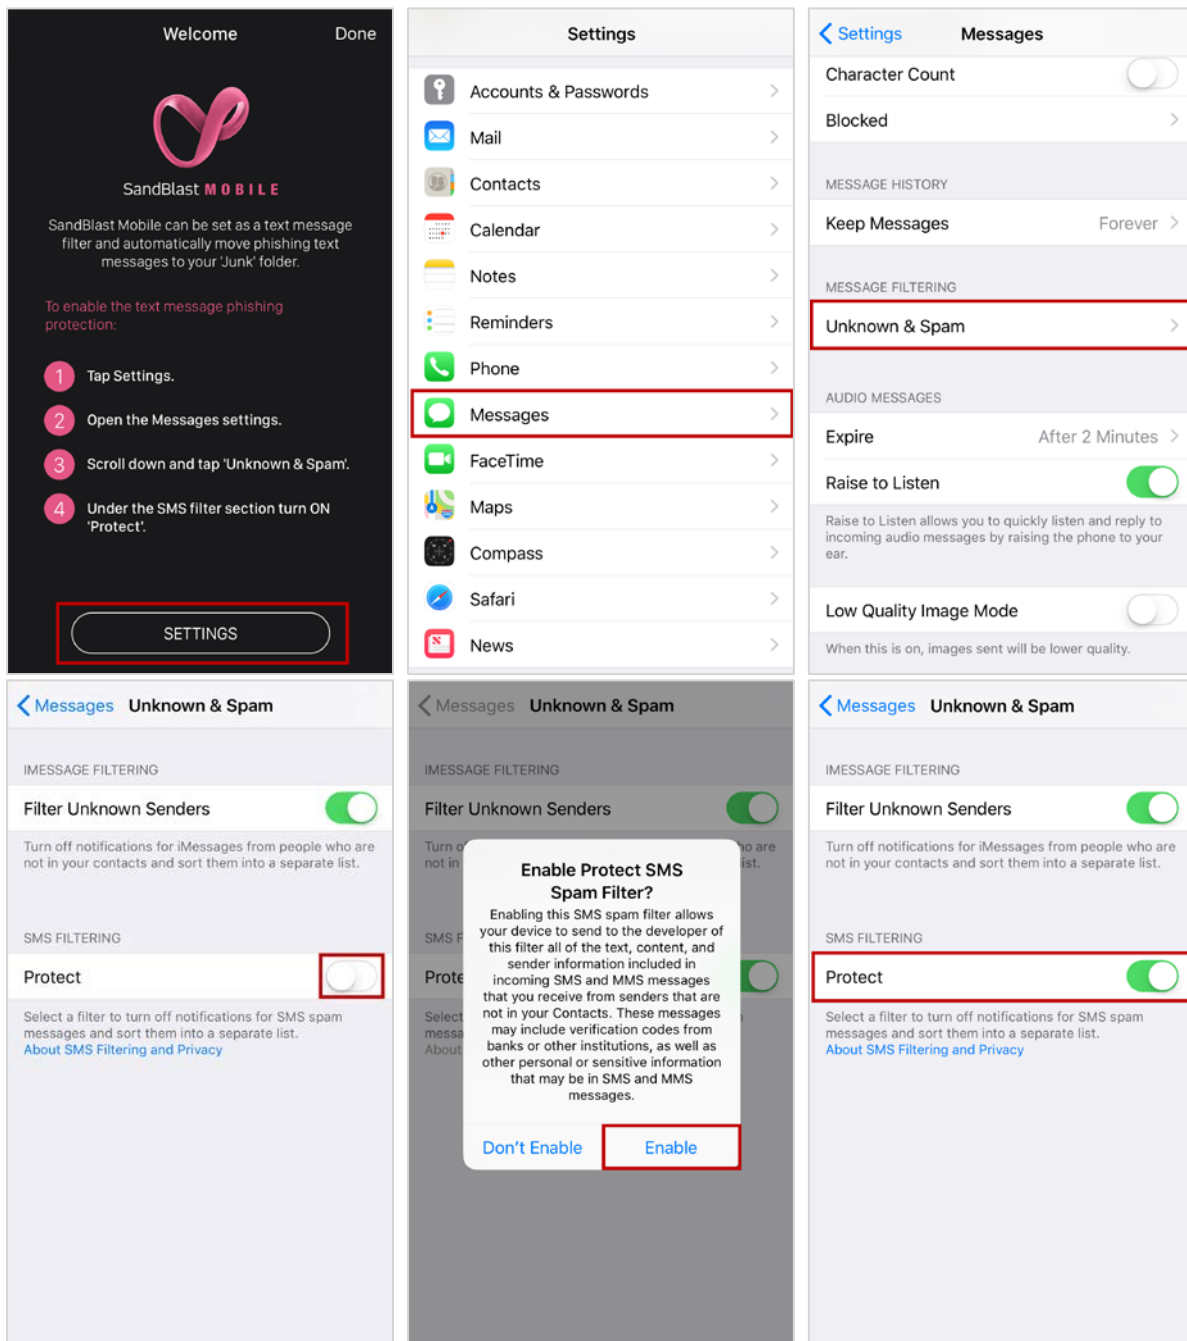 Welcome
Done
SandBlast MOBILE
SandBlast Mobile can be set as a text message
filter and automatically move phishing text
messages to your 'Junk' folder.
To enable the text message phishing
protection:
1 Tap Settings.
2 Open the Messages settings.
3 Scroll down and tap 'Unknown & Spam'.
4 Under the SMS filter section turn ON
'Protect'.
SETTINGS
Settings
Accounts & Passwords
Mail
Contacts
Calendar
Notes
Reminders
Phone
Messages
FaceTime
Maps
Compass
Safari
News
Settings Messages
Character Count
Blocked
MESSAGE HISTORY
Keep Messages Forever
MESSAGE FILTERING
Unknown & Spam
AUDIO MESSAGES
Expire After 2 Minutes
Raise to Listen
Raise to Listen allows you to quickly listen and reply to
incoming audio messages by raising the phone to your
ear.
Low Quality Image Mode
When this is on, images sent will be lower quality.
Messages Unknown & Spam
IMESSAGE FILTERING
Filter Unknown Senders
Turn off notifications for iMessages from people who are
not in your contacts and sort them into a separate list.
SMS FILTERING
Protect
Select a filter to turn off notifications for SMS spam
messages and sort them into a separate list.
About SMS Filtering and Privacy
Messages Unknown & Spam
IMESSAGE FILTERING
Filter Unknown Senders
Turn o ho are
not in list.
SMS F
Prote
Select
messa
About
Enable Protect SMS
Spam Filter?
Enabling this SMS spam filter allows
your device to send to the developer of
this filter all of the text, content, and
sender information included in
incoming SMS and MMS messages
that you receive from senders that are
not in your Contacts. These messages
may include verification codes from
banks or other institutions, as well as
other personal or sensitive information
that may be in SMS and MMS
messages.
Don't Enable Enable
Messages Unknown & Spam
IMESSAGE FILTERING
Filter Unknown Senders
Turn off notifications for iMessages from people who are
not in your contacts and sort them into a separate list.
SMS FILTERING
Protect
Select a filter to turn off notifications for SMS spam
messages and sort them into a separate list.
About SMS Filtering and Privacy